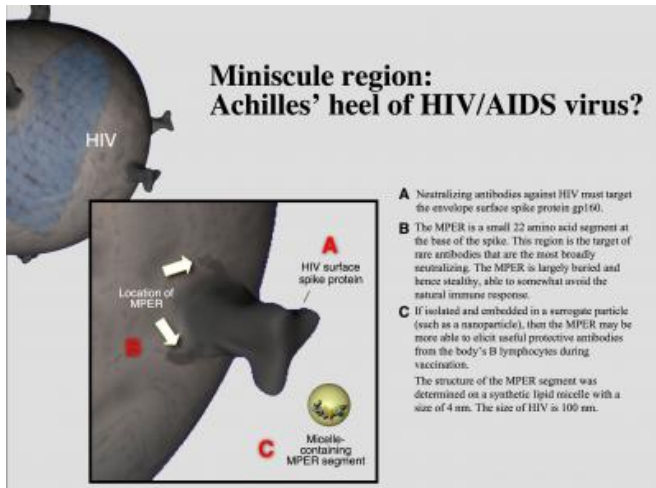 Miniscule region:
Achilles' heel of HIV/AIDS virus?
HIV
A Neutralizing antibodies against HIV must target
the envelope surface spike protein gp160.
B The MPER is a small 22 amino acid segment at
the base of the spike. This region is the target of
rare antibodies that are the most broadly
neutralizing. The MPER is largely buried and
hence stealthy, able to somewhat avoid the
natural immune response.
C If isolated and embedded in a surrogate particle
(such as a nanoparticle), then the MPER may be
more able to elicit useful protective antibodies
from the body's B lymphocytes during
vaccination.
The structure of the MPER segment was
determined on a synthetic lipid micelle with a
size of 4 nm. The size of HIV is 100 nm.
A
HIV surface
spike protein
Location of
MPER
B
C
Micelle-
containing
MPER segment